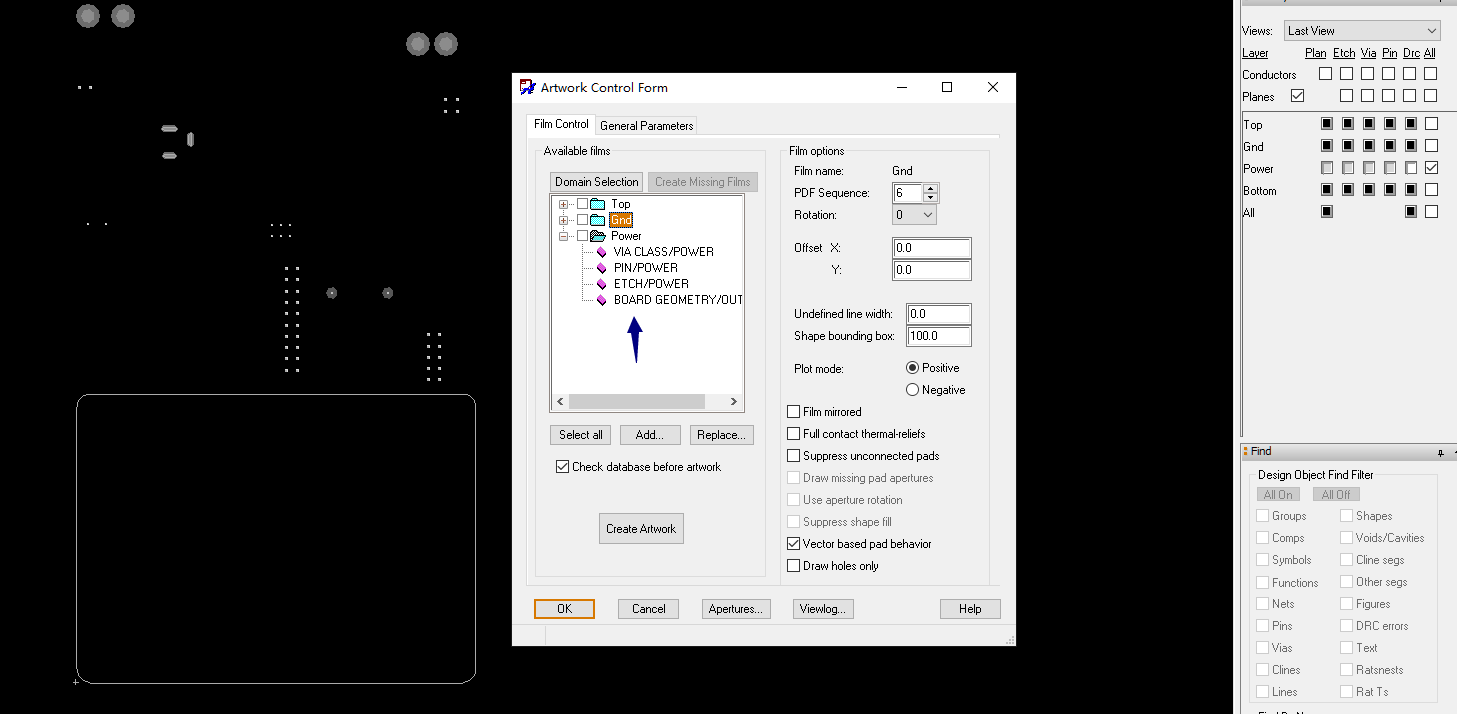 Artwork Control Form
Film Control
General Parameters
Available films
Domain Selection
Create Missing Films
Top
Gnd
Power
VIA CLASS/POWER
PIN/POWER
ETCH/POWER
BOARD GEOMETRY/OUT
Select all
Add...
Replace...
Check database before artwork
Create Artwork
Film options
Film name: Gnd
PDF Sequence: 6
Rotation: 0
Offset X: 0.0
Y: 0.0
Undefined line width: 0.0
Shape bounding box: 100.0
Plot mode: Positive
Negative
Film mirrored
Full contact thermal-reliefs
Suppress unconnected pads
Draw missing pad apertures
Use aperture rotation
Suppress shape fill
Vector based pad behavior
Draw holes only
OK
Cancel
Apertures...
Viewlog...
Help
Views: Last View
Layer Plan Etch Via Pin Drc All
Conductors
Planes
Top
Gnd
Power
Bottom
All
Find
Design Object Find Filter
All On All Off
Groups Shapes
Comps Voids/Cavities
Symbols Cline segs
Functions Other segs
Nets Figures
Pins DRC errors
Vias Text
Clines Ratsnests
Lines Rat Ts